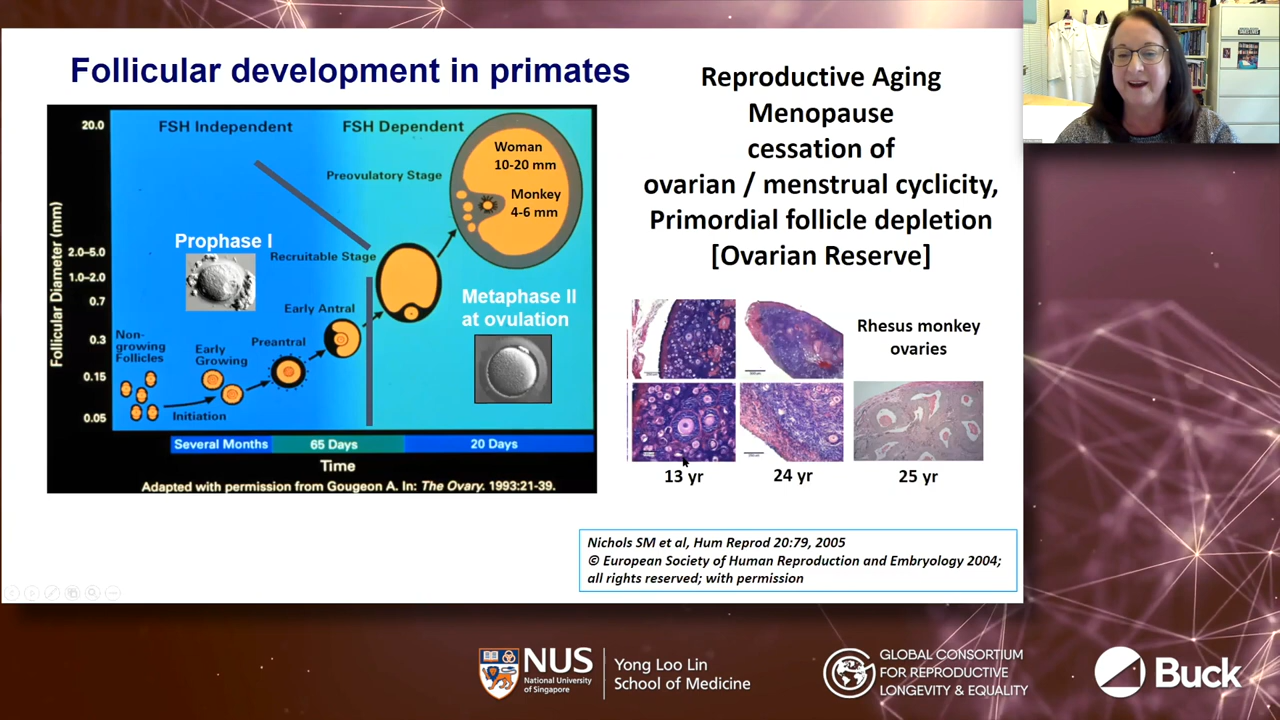 Follicular development in primates
20.0
2.0–5.0
1.0–2.0
0.7
0.3
0.15
0.05
Follicular Diameter (mm)
FSH Independent
FSH Dependent
Woman
10-20 mm
Preovulatory Stage
Monkey
4-6 mm
Prophase I
Recruitable Stage
Metaphase II
at ovulation
Early Antral
Non-
growing
Follicles
Early
Growing
Preantral
Initiation
Several Months
65 Days
20 Days
Time
Adapted with permission from Gougeon A. In: The Ovary. 1993:21-39.
Reproductive Aging
Menopause
cessation of
ovarian / menstrual cyclicity,
Primordial follicle depletion
[Ovarian Reserve]
Rhesus monkey
ovaries
13 yr
24 yr
25 yr
Nichols SM et al, Hum Reprod 20:79, 2005
© European Society of Human Reproduction and Embryology 2004;
all rights reserved; with permission
NUS
National University
of Singapore
Yong Loo Lin
School of Medicine
GLOBAL CONSORTIUM
FOR REPRODUCTIVE
LONGEVITY & EQUALITY
Buck